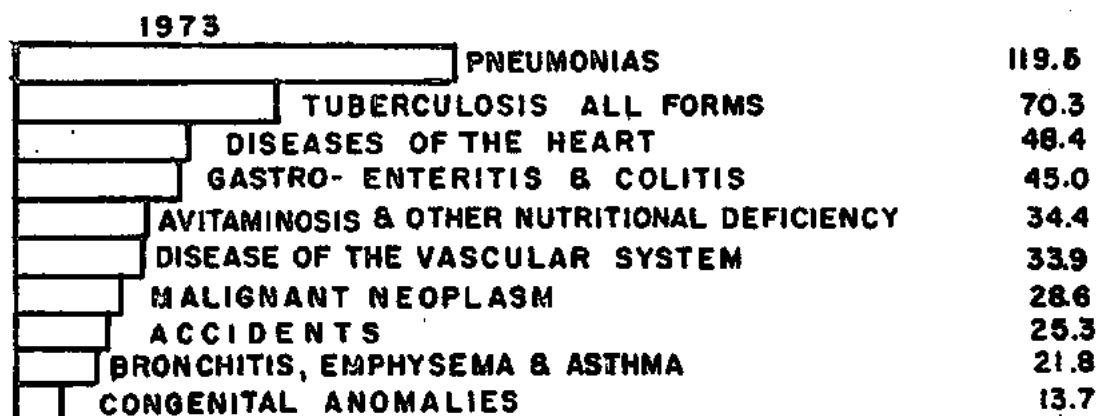 1973
PNEUMONIAS 119.5
TUBERCULOSIS ALL FORMS 70.3
DISEASES OF THE HEART 48.4
GASTRO- ENTERITIS & COLITIS 45.0
AVITAMINOSIS & OTHER NUTRITIONAL DEFICIENCY 34.4
DISEASE OF THE VASCULAR SYSTEM 33.9
MALIGNANT NEOPLASM 28.6
ACCIDENTS 25.3
BRONCHITIS, EMPHYSEMA & ASTHMA 21.8
CONGENITAL ANOMALIES 13.7